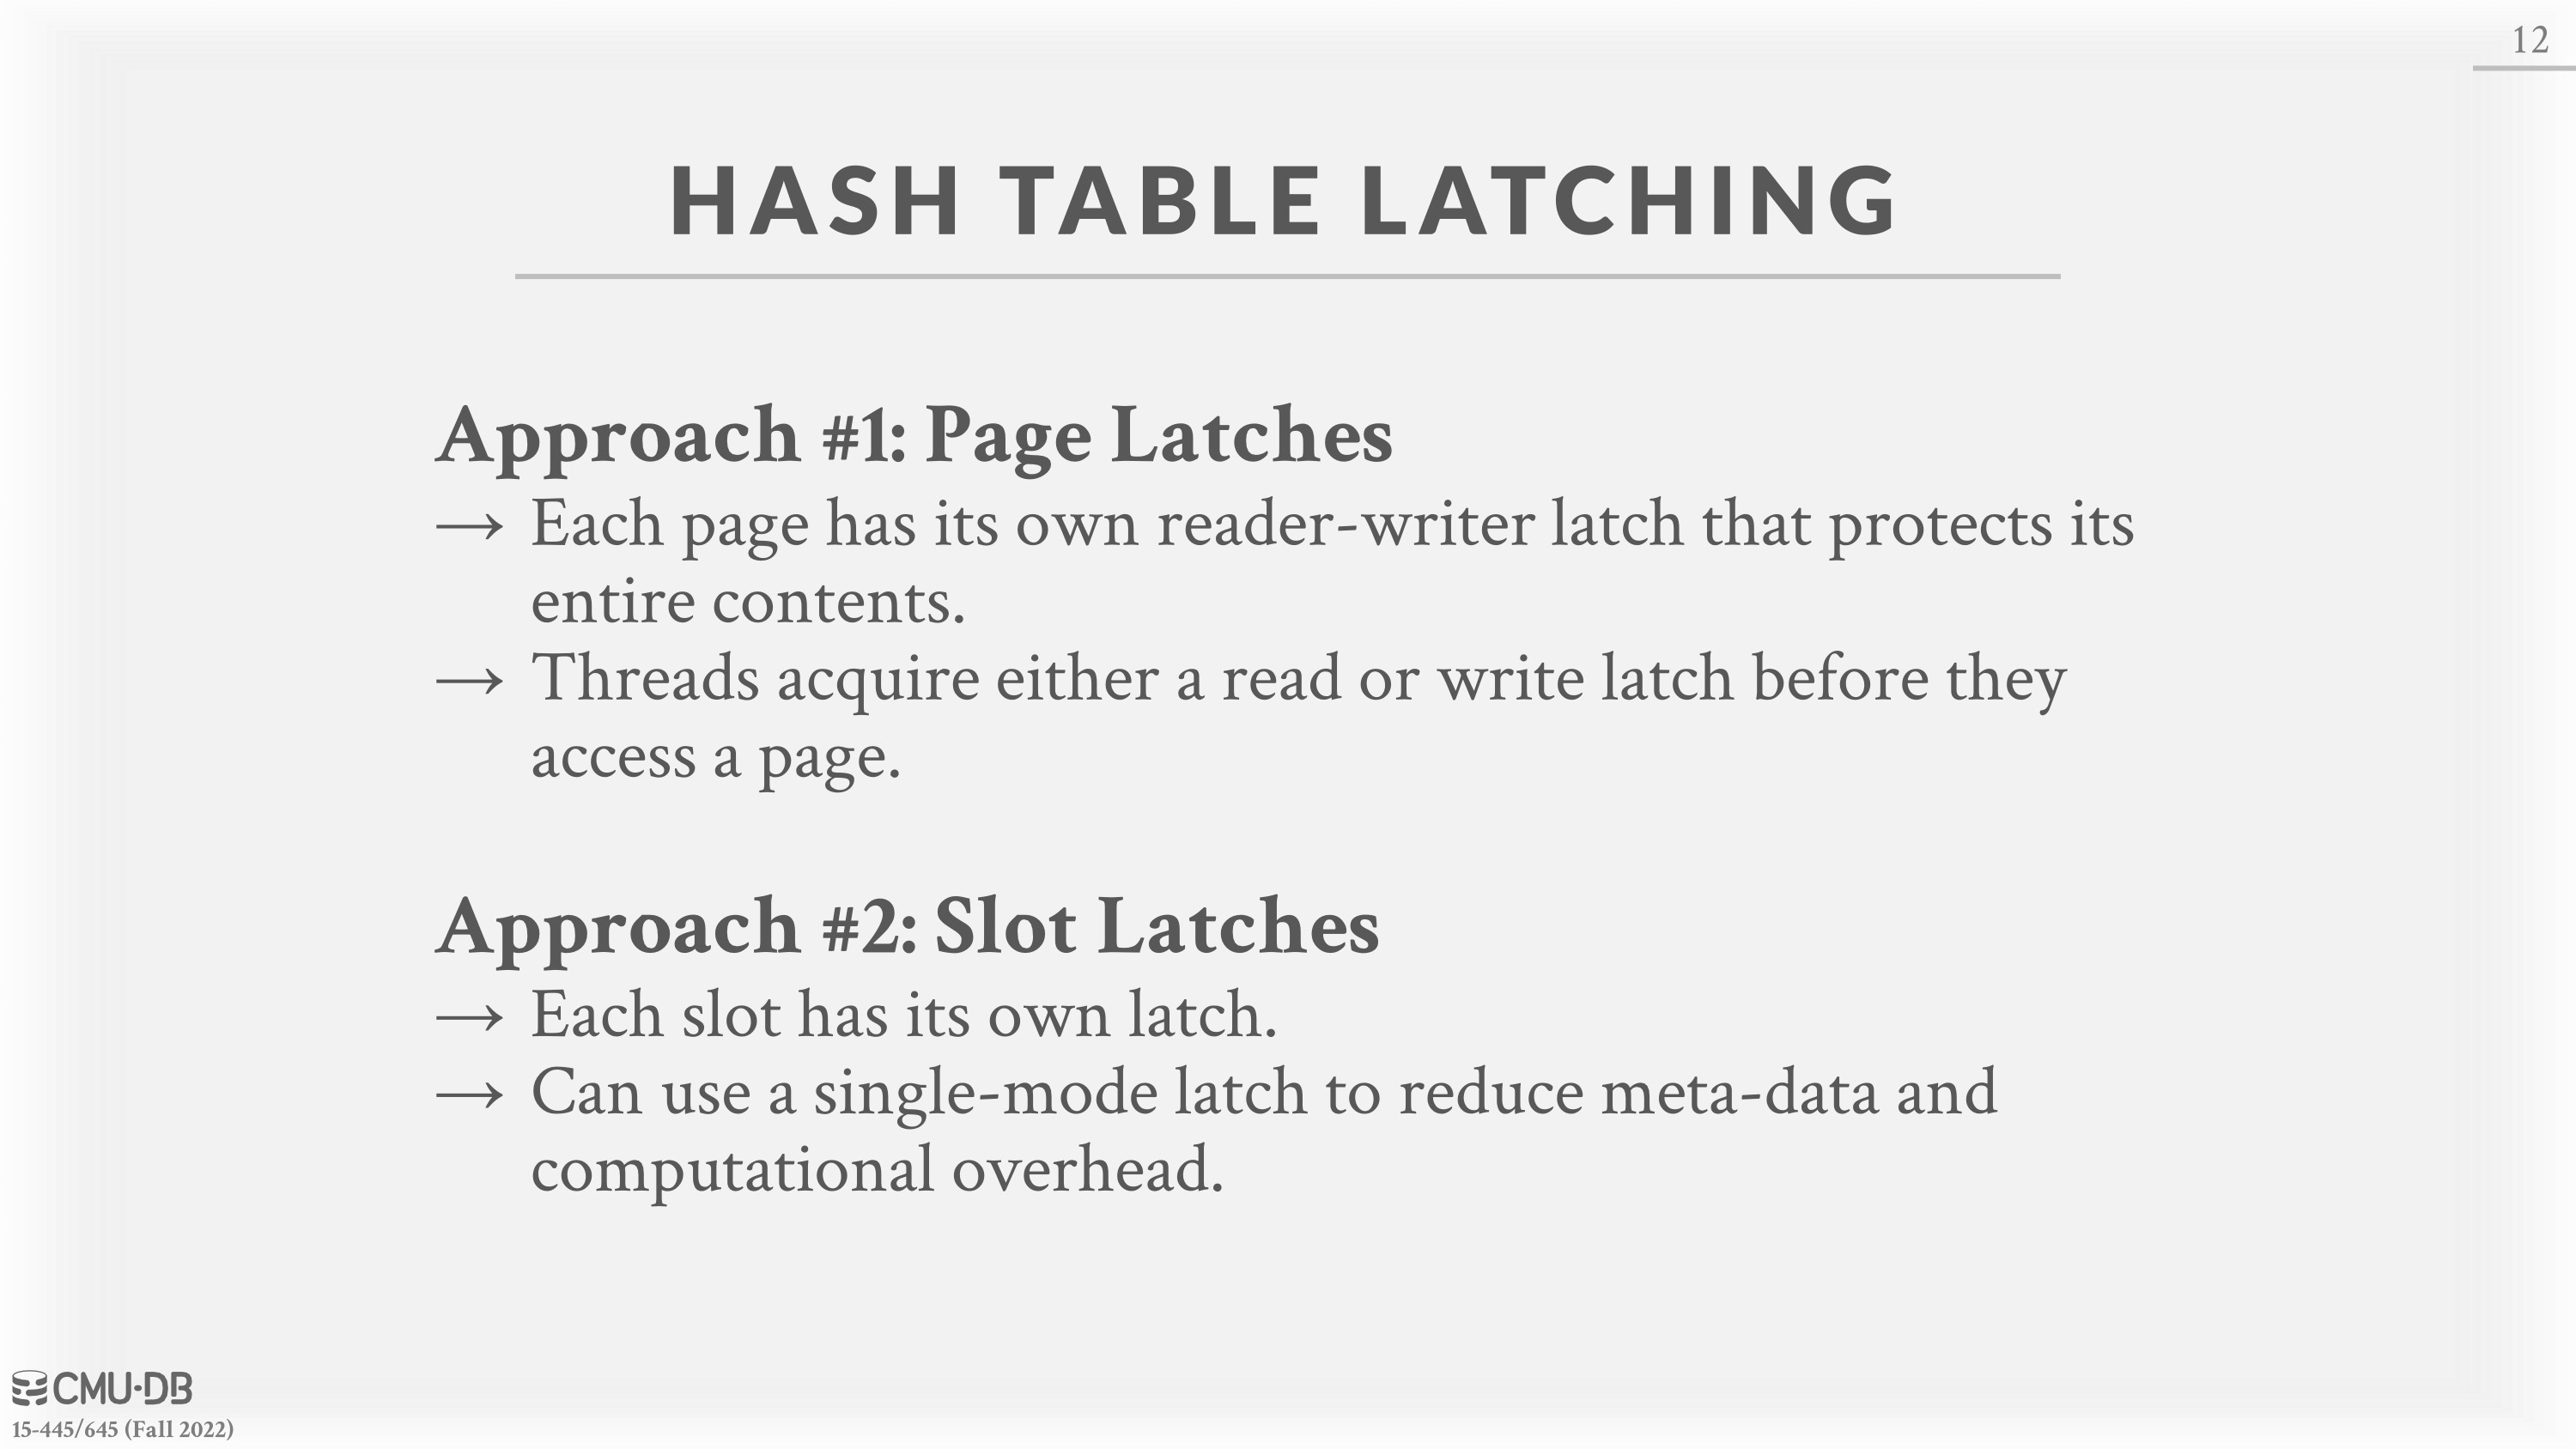 12
HASH TABLE LATCHING
Approach #1: Page Latches
→ Each page has its own reader-writer latch that protects its
entire contents.
→ Threads acquire either a read or write latch before they
access a page.
Approach #2: Slot Latches
→ Each slot has its own latch.
→ Can use a single-mode latch to reduce meta-data and
computational overhead.
CMU·DB
15-445/645 (Fall 2022)